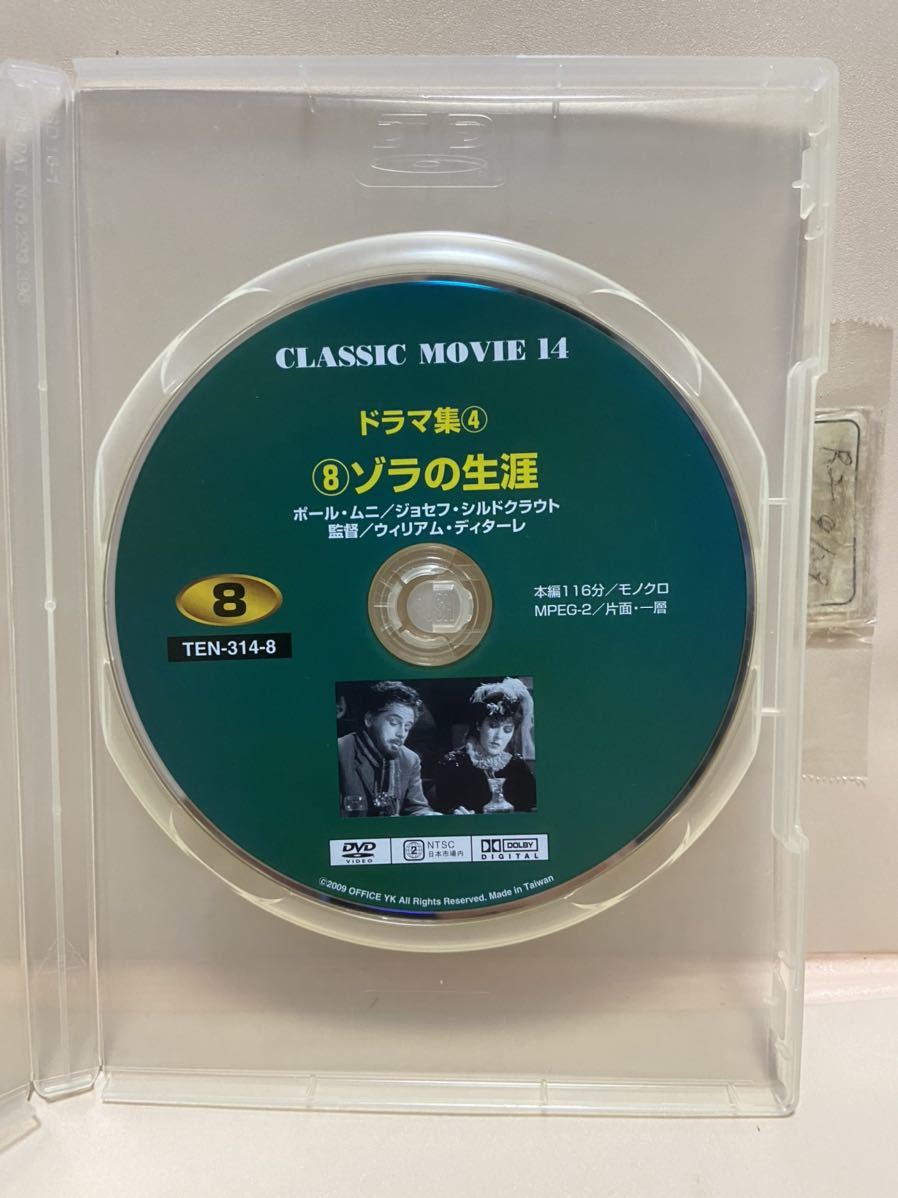 CLASSIC MOVIE 14
ドラマ集④
⑧ゾラの生涯
ポール・ムニ/ジョセフ・シルドクラウト
監督/ウィリアム・ディターレ
8
TEN-314-8
本編116分/モノクロ
MPEG-2/片面・一層
DVD
VIDEO
2
NTSC
日本市場内
DOLBY
DIGITAL
©2009 OFFICE YK All Rights Reserved. Made in Taiwan